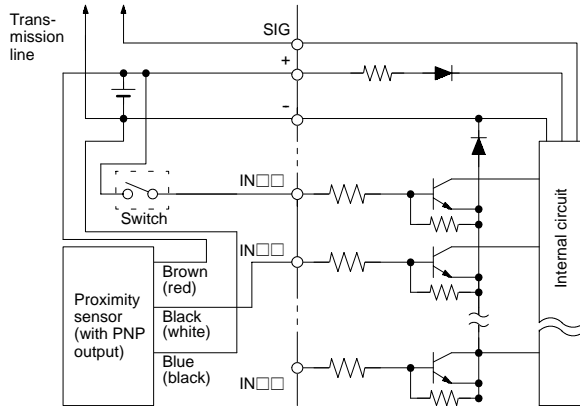 Trans-
mission
line
SIG
+
-
IN□□
Switch
IN□□
Brown
(red)
Proximity
sensor
(with PNP
output)
Black
(white)
Blue
(black)
IN□□
Internal circuit